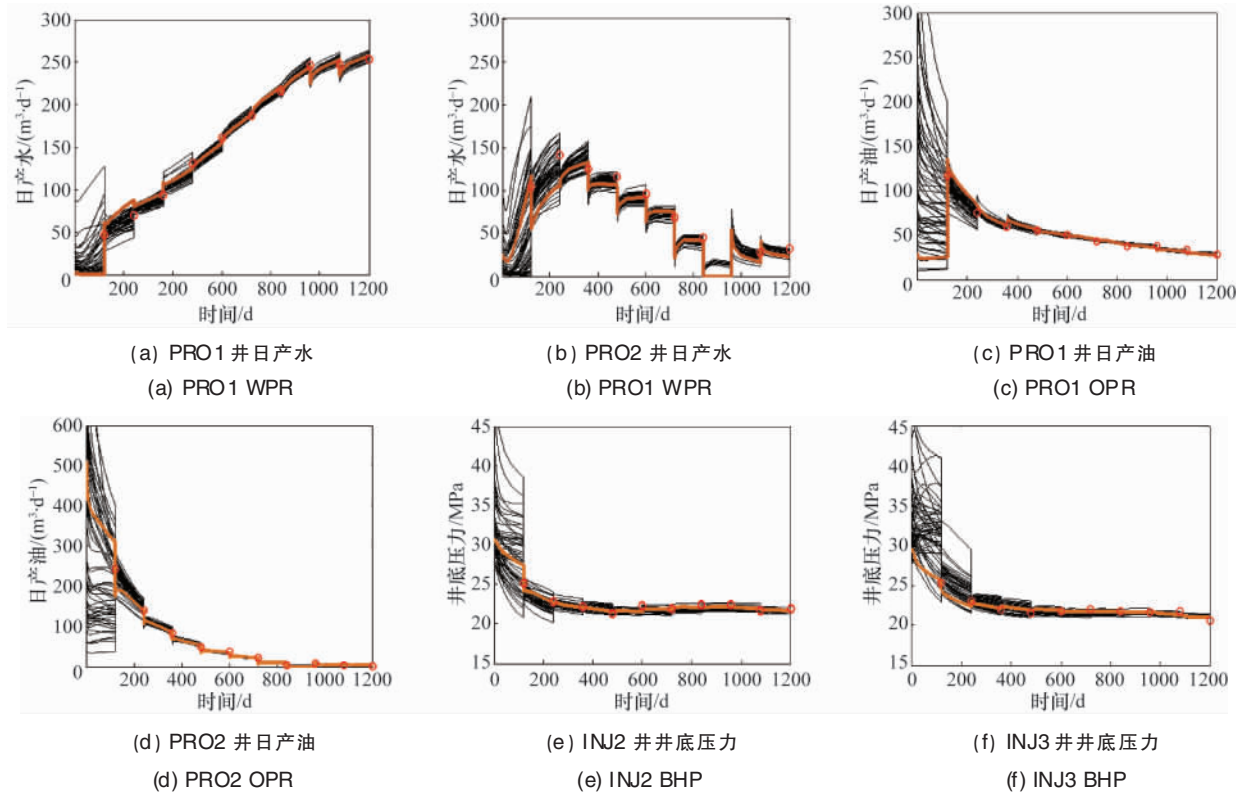 300
250
200
150
100
50
0
日产水/(m³·d⁻¹)
200 200 600 800 1000 1200
时间/d
(a) PRO1 井日产水
(a) PRO1 WPR
300
250
200
150
100
50
0
日产水/(m³·d⁻¹)
200 400 600 800 1000 1200
时间/d
(b) PRO2 井日产水
(b) PRO1 WPR
300
250
200
150
100
50
0
日产油/(m³·d⁻¹)
200 400 600 800 1000 1200
时间/d
(c) PRO1 井日产油
(c) PRO1 OPR
600
500
400
300
200
100
0
日产油/(m³·d⁻¹)
200 400 600 800 1000 1200
时间/d
(d) PRO2 井日产油
(d) PRO2 OPR
45
40
35
30
25
20
15
井底压力/MPa
0 200 400 600 800 1000 1200
时间/d
(e) INJ2 井井底压力
(e) INJ2 BHP
45
40
35
30
25
20
15
井底压力/MPa
0 200 400 600 800 1000 1200
时间/d
(f) INJ3 井井底压力
(f) INJ3 BHP